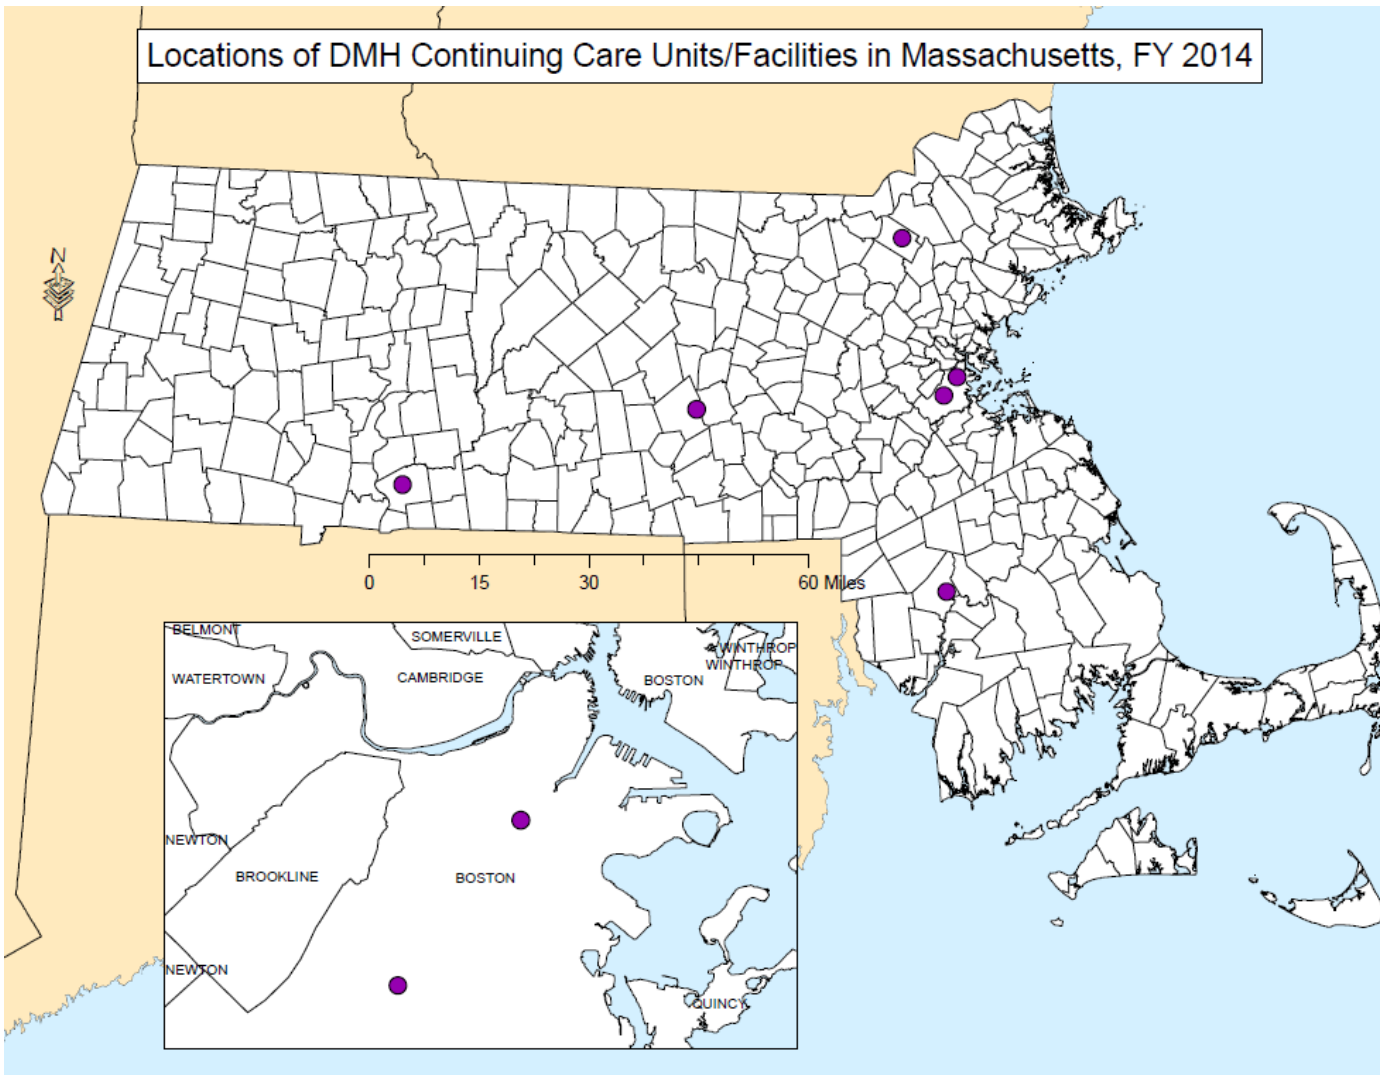 Locations of DMH Continuing Care Units/Facilities in Massachusetts, FY 2014
N
0 15 30 60 Miles
BELMONT
SOMERVILLE
WINTHROP
WINTHROP
WATERTOWN
CAMBRIDGE
BOSTON
NEWTON
BROOKLINE
BOSTON
NEWTON
QUINCY